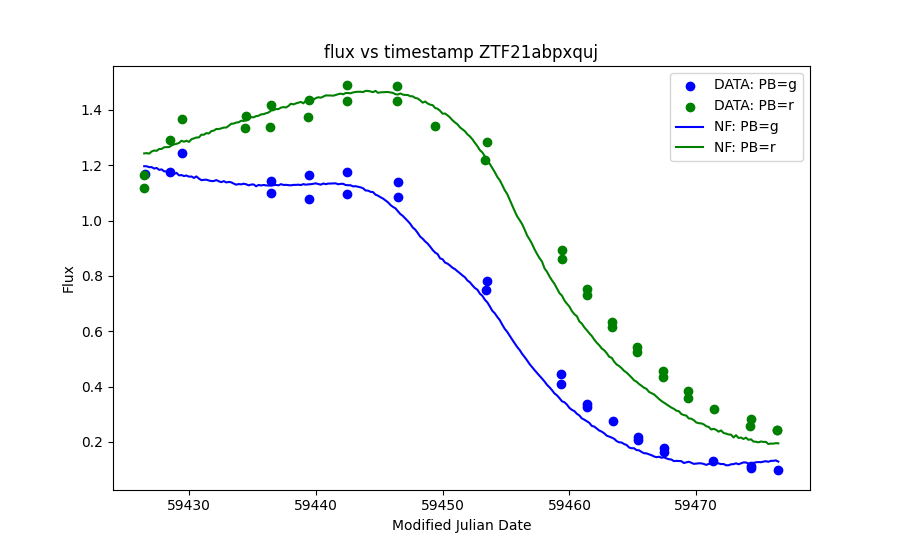 flux vs timestamp ZTF21abpxquj
DATA: PB=g
DATA: PB=r
NF: PB=g
NF: PB=r
Flux
1.4
1.2
1.0
0.8
0.6
0.4
0.2
59430 59440 59450 59460 59470
Modified Julian Date